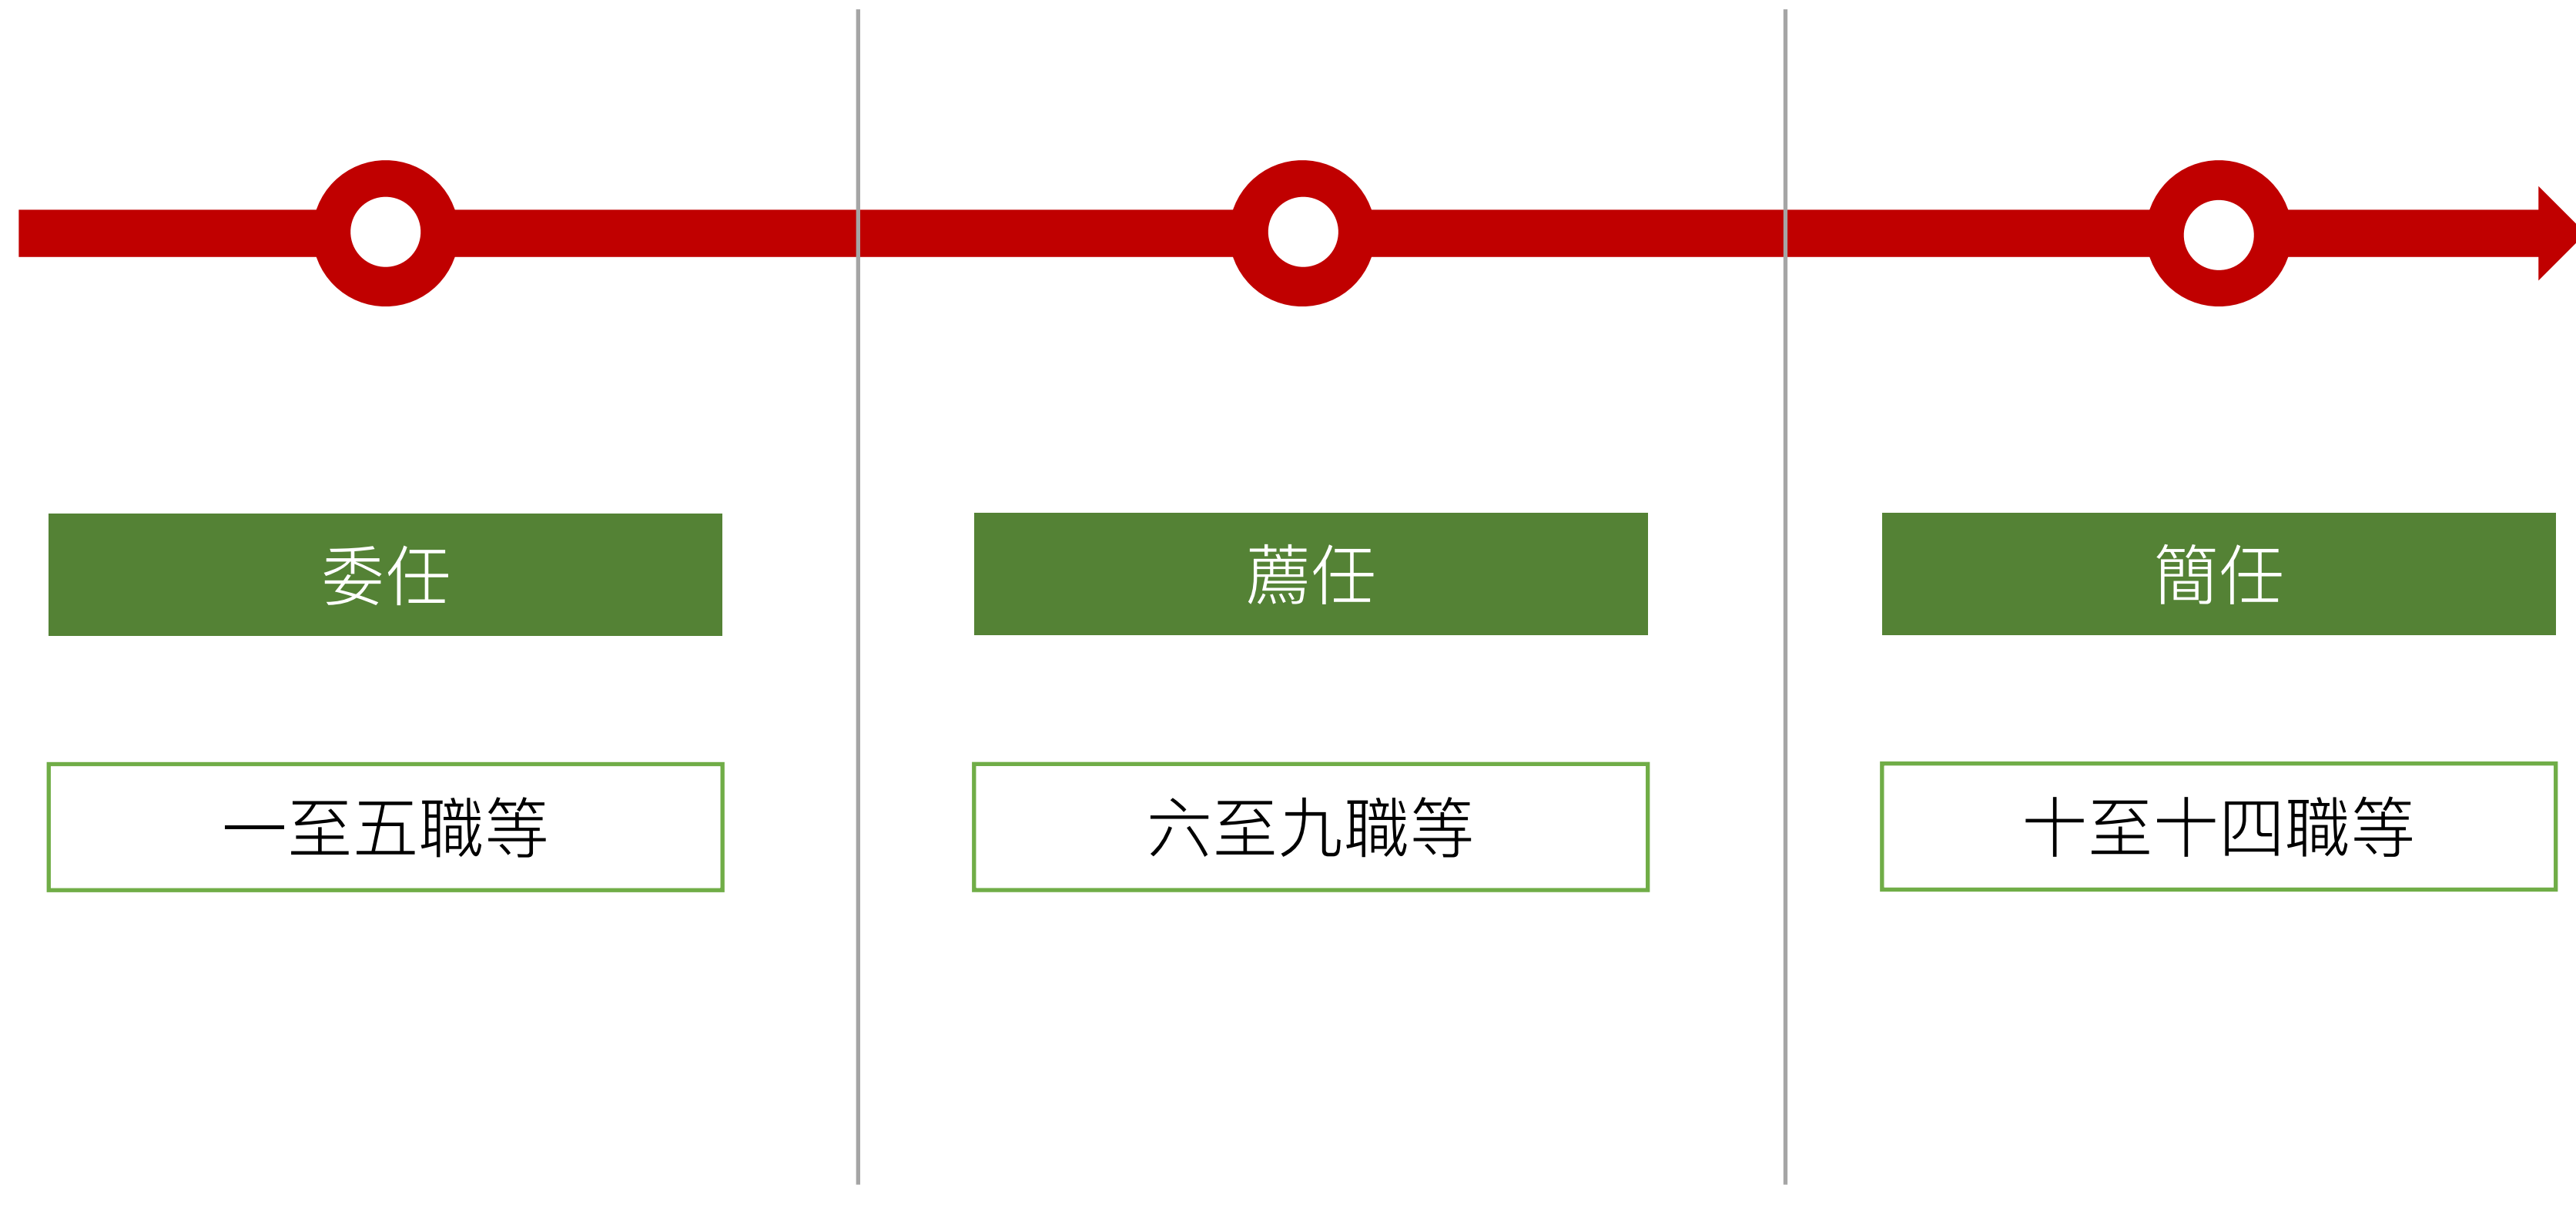 委任
薦任
簡任
一至五職等
六至九職等
十至十四職等